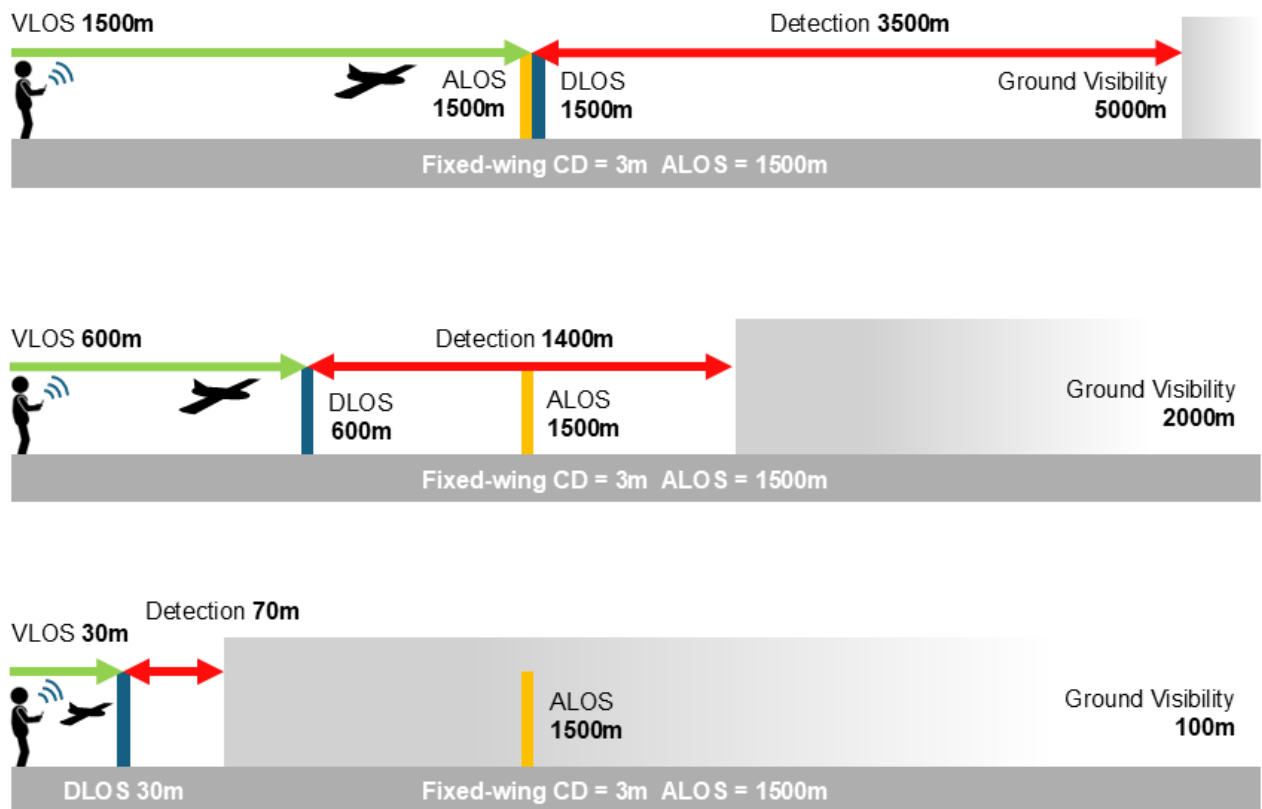 VLOS 1500m
Detection 3500m
ALOS
1500m
DLOS
1500m
Ground Visibility
5000m
Fixed-wing CD = 3m  ALOS = 1500m
VLOS 600m
Detection 1400m
DLOS
600m
ALOS
1500m
Ground Visibility
2000m
Fixed-wing CD = 3m  ALOS = 1500m
Detection 70m
VLOS 30m
ALOS
1500m
Ground Visibility
100m
DLOS 30m
Fixed-wing CD = 3m  ALOS = 1500m